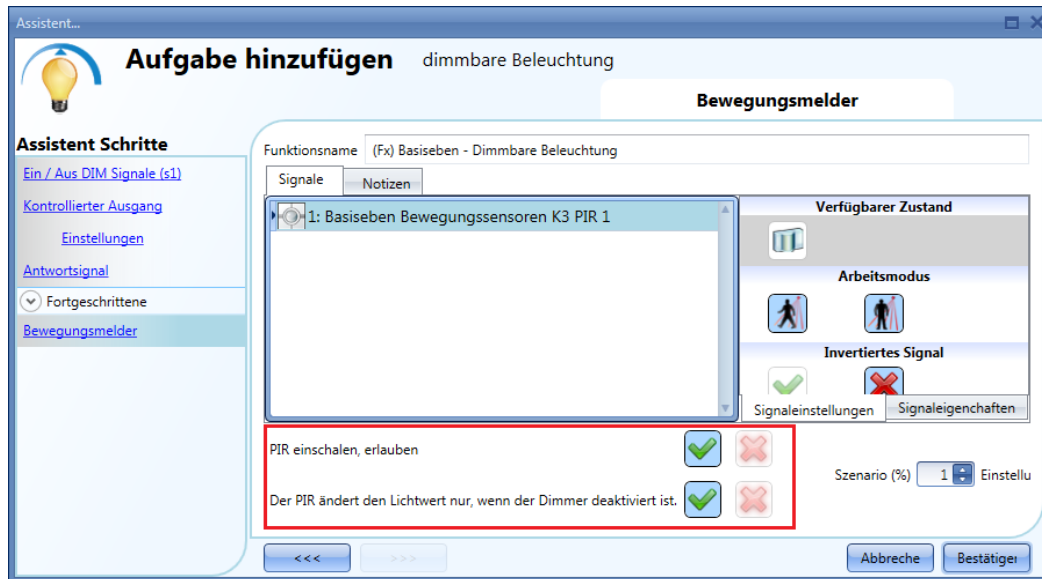 Assistent...
Aufgabe hinzufügen dimmbare Beleuchtung
Bewegungsmelder
Assistent Schritte
Ein / Aus DIM Signale (s1)
Kontrollierter Ausgang
Einstellungen
Antwortsignal
Fortgeschrittene
Bewegungsmelder
Funktionsname (Fx) Basiseben - Dimmbare Beleuchtung
Signale Notizen
1: Basiseben Bewegungssensoren K3 PIR 1
Verfügbarer Zustand
Arbeitsmodus
Invertiertes Signal
Signaleinstellungen Signaleigenchaften
PIR einschalen, erlauben
Der PIR ändert den Lichtwert nur, wenn der Dimmer deaktiviert ist.
Szenario (%) 1 Einstellu
<<< >>> Abbreche Bestätiger